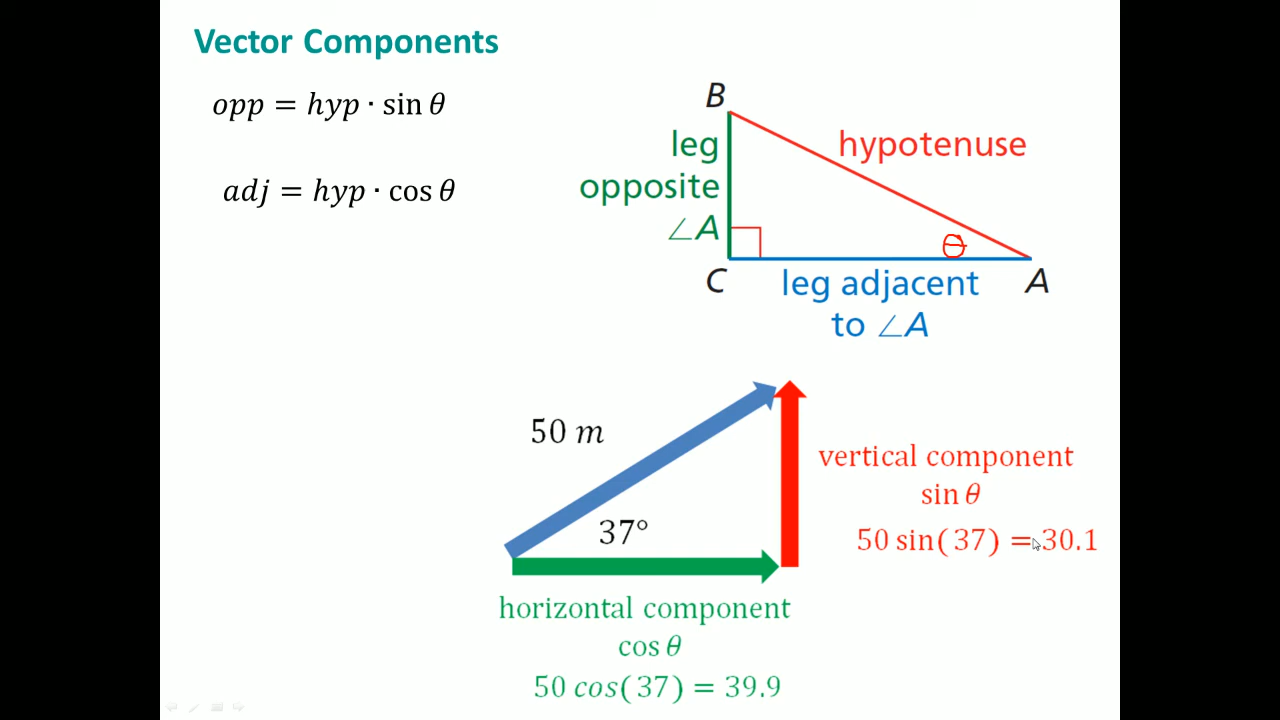 Vector Components
opp = hyp · sin θ
adj = hyp · cos θ
B
leg
opposite
∠A
hypotenuse
θ
C
leg adjacent
to ∠A
A
50 m
37°
vertical component
sin θ
50 sin(37) = 30.1
horizontal component
cos θ
50 cos(37) = 39.9